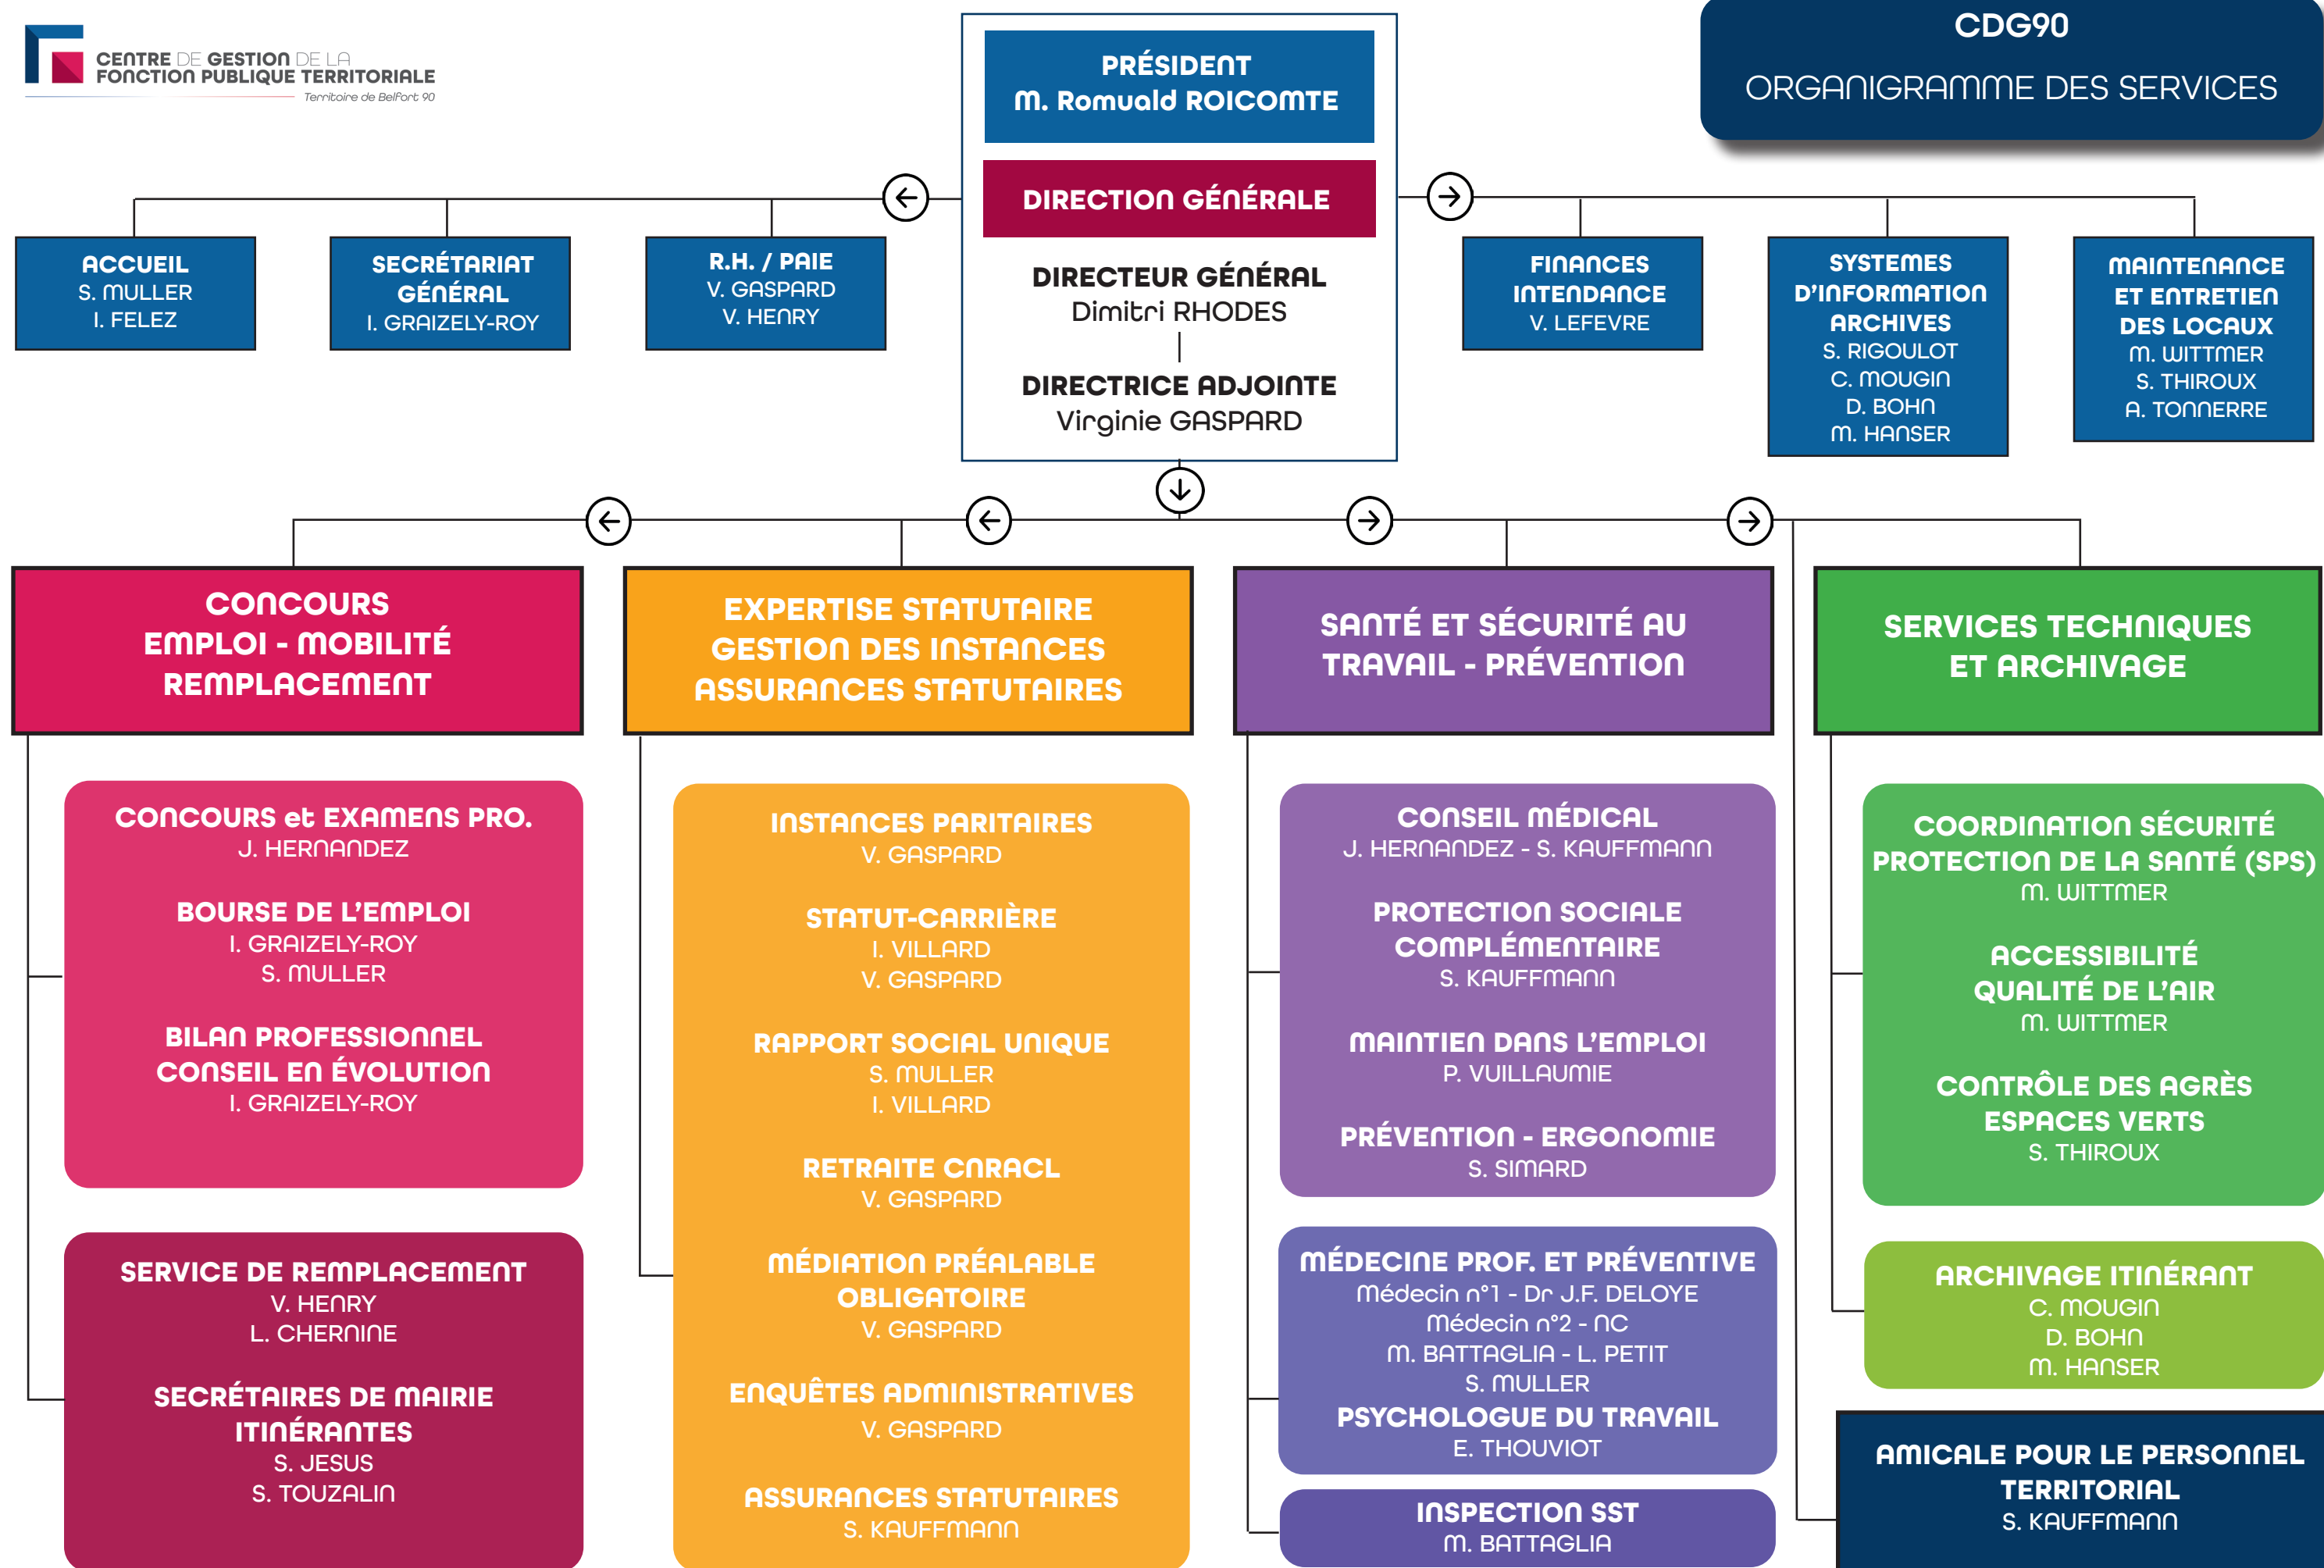 CENTRE DE GESTION DE LA
FONCTION PUBLIQUE TERRITORIALE
Territoire de Belfort 90
PRÉSIDENT
M. Romuald ROICOMTE
DIRECTION GÉNÉRALE
DIRECTEUR GÉNÉRAL
Dimitri RHODES
DIRECTRICE ADJOINTE
Virginie GASPARD
CDG90
ORGANIGRAMME DES SERVICES
ACCUEIL
S. MULLER
I. FELEZ
SECRÉTARIAT
GÉNÉRAL
I. GRAIZELY-ROY
R.H. / PAIE
V. GASPARD
V. HENRY
FINANCES
INTENDANCE
V. LEFEVRE
SYSTEMES
D'INFORMATION
ARCHIVES
S. RIGOULOT
C. MOUGIN
D. BOHN
M. HANSER
MAINTENANCE
ET ENTRETIEN
DES LOCAUX
M. WITTMER
S. THIROUX
A. TONNERRE
CONCOURS
EMPLOI - MOBILITÉ
REMPLACEMENT
CONCOURS et EXAMENS PRO.
J. HERNANDEZ
BOURSE DE L'EMPLOI
I. GRAIZELY-ROY
S. MULLER
BILAN PROFESSIONNEL
CONSEIL EN ÉVOLUTION
I. GRAIZELY-ROY
SERVICE DE REMPLACEMENT
V. HENRY
L. CHERNINE
SECRÉTAIRES DE MAIRIE
ITINÉRANTES
S. JESUS
S. TOUZALIN
EXPERTISE STATUTAIRE
GESTION DES INSTANCES
ASSURANCES STATUTAIRES
INSTANCES PARITAIRES
V. GASPARD
STATUT-CARRIÈRE
I. VILLARD
V. GASPARD
RAPPORT SOCIAL UNIQUE
S. MULLER
I. VILLARD
RETRAITE CNRACL
V. GASPARD
MÉDIATION PRÉALABLE
OBLIGATOIRE
V. GASPARD
ENQUÊTES ADMINISTRATIVES
V. GASPARD
ASSURANCES STATUTAIRES
S. KAUFFMANN
SANTÉ ET SÉCURITÉ AU
TRAVAIL - PRÉVENTION
CONSEIL MÉDICAL
J. HERNANDEZ - S. KAUFFMANN
PROTECTION SOCIALE
COMPLÉMENTAIRE
S. KAUFFMANN
MAINTIEN DANS L'EMPLOI
P. VUILLAUMIE
PRÉVENTION - ERGONOMIE
S. SIMARD
MÉDECINE PROF. ET PRÉVENTIVE
Médecin n°1 - Dr J.F. DELOYE
Médecin n°2 - NC
M. BATTAGLIA - L. PETIT
S. MULLER
PSYCHOLOGUE DU TRAVAIL
E. THOUVIOT
INSPECTION SST
M. BATTAGLIA
SERVICES TECHNIQUES
ET ARCHIVAGE
COORDINATION SÉCURITÉ
PROTECTION DE LA SANTÉ (SPS)
M. WITTMER
ACCESSIBILITÉ
QUALITÉ DE L'AIR
M. WITTMER
CONTRÔLE DES AGRÈS
ESPACES VERTS
S. THIROUX
ARCHIVAGE ITINÉRANT
C. MOUGIN
D. BOHN
M. HANSER
AMICALE POUR LE PERSONNEL
TERRITORIAL
S. KAUFFMANN